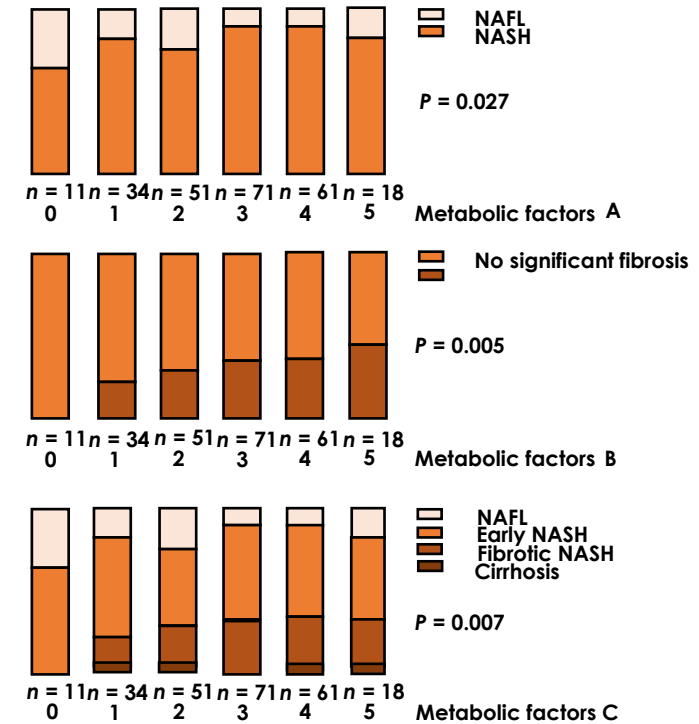 NAFL
NASH
P = 0.027
n = 11 n = 34 n = 51 n = 71 n = 61 n = 18
0 1 2 3 4 5 Metabolic factors A
No significant fibrosis
P = 0.005
n = 11 n = 34 n = 51 n = 71 n = 61 n = 18
0 1 2 3 4 5 Metabolic factors B
NAFL
Early NASH
Fibrotic NASH
Cirrhosis
P = 0.007
n = 11 n = 34 n = 51 n = 71 n = 61 n = 18
0 1 2 3 4 5 Metabolic factors C